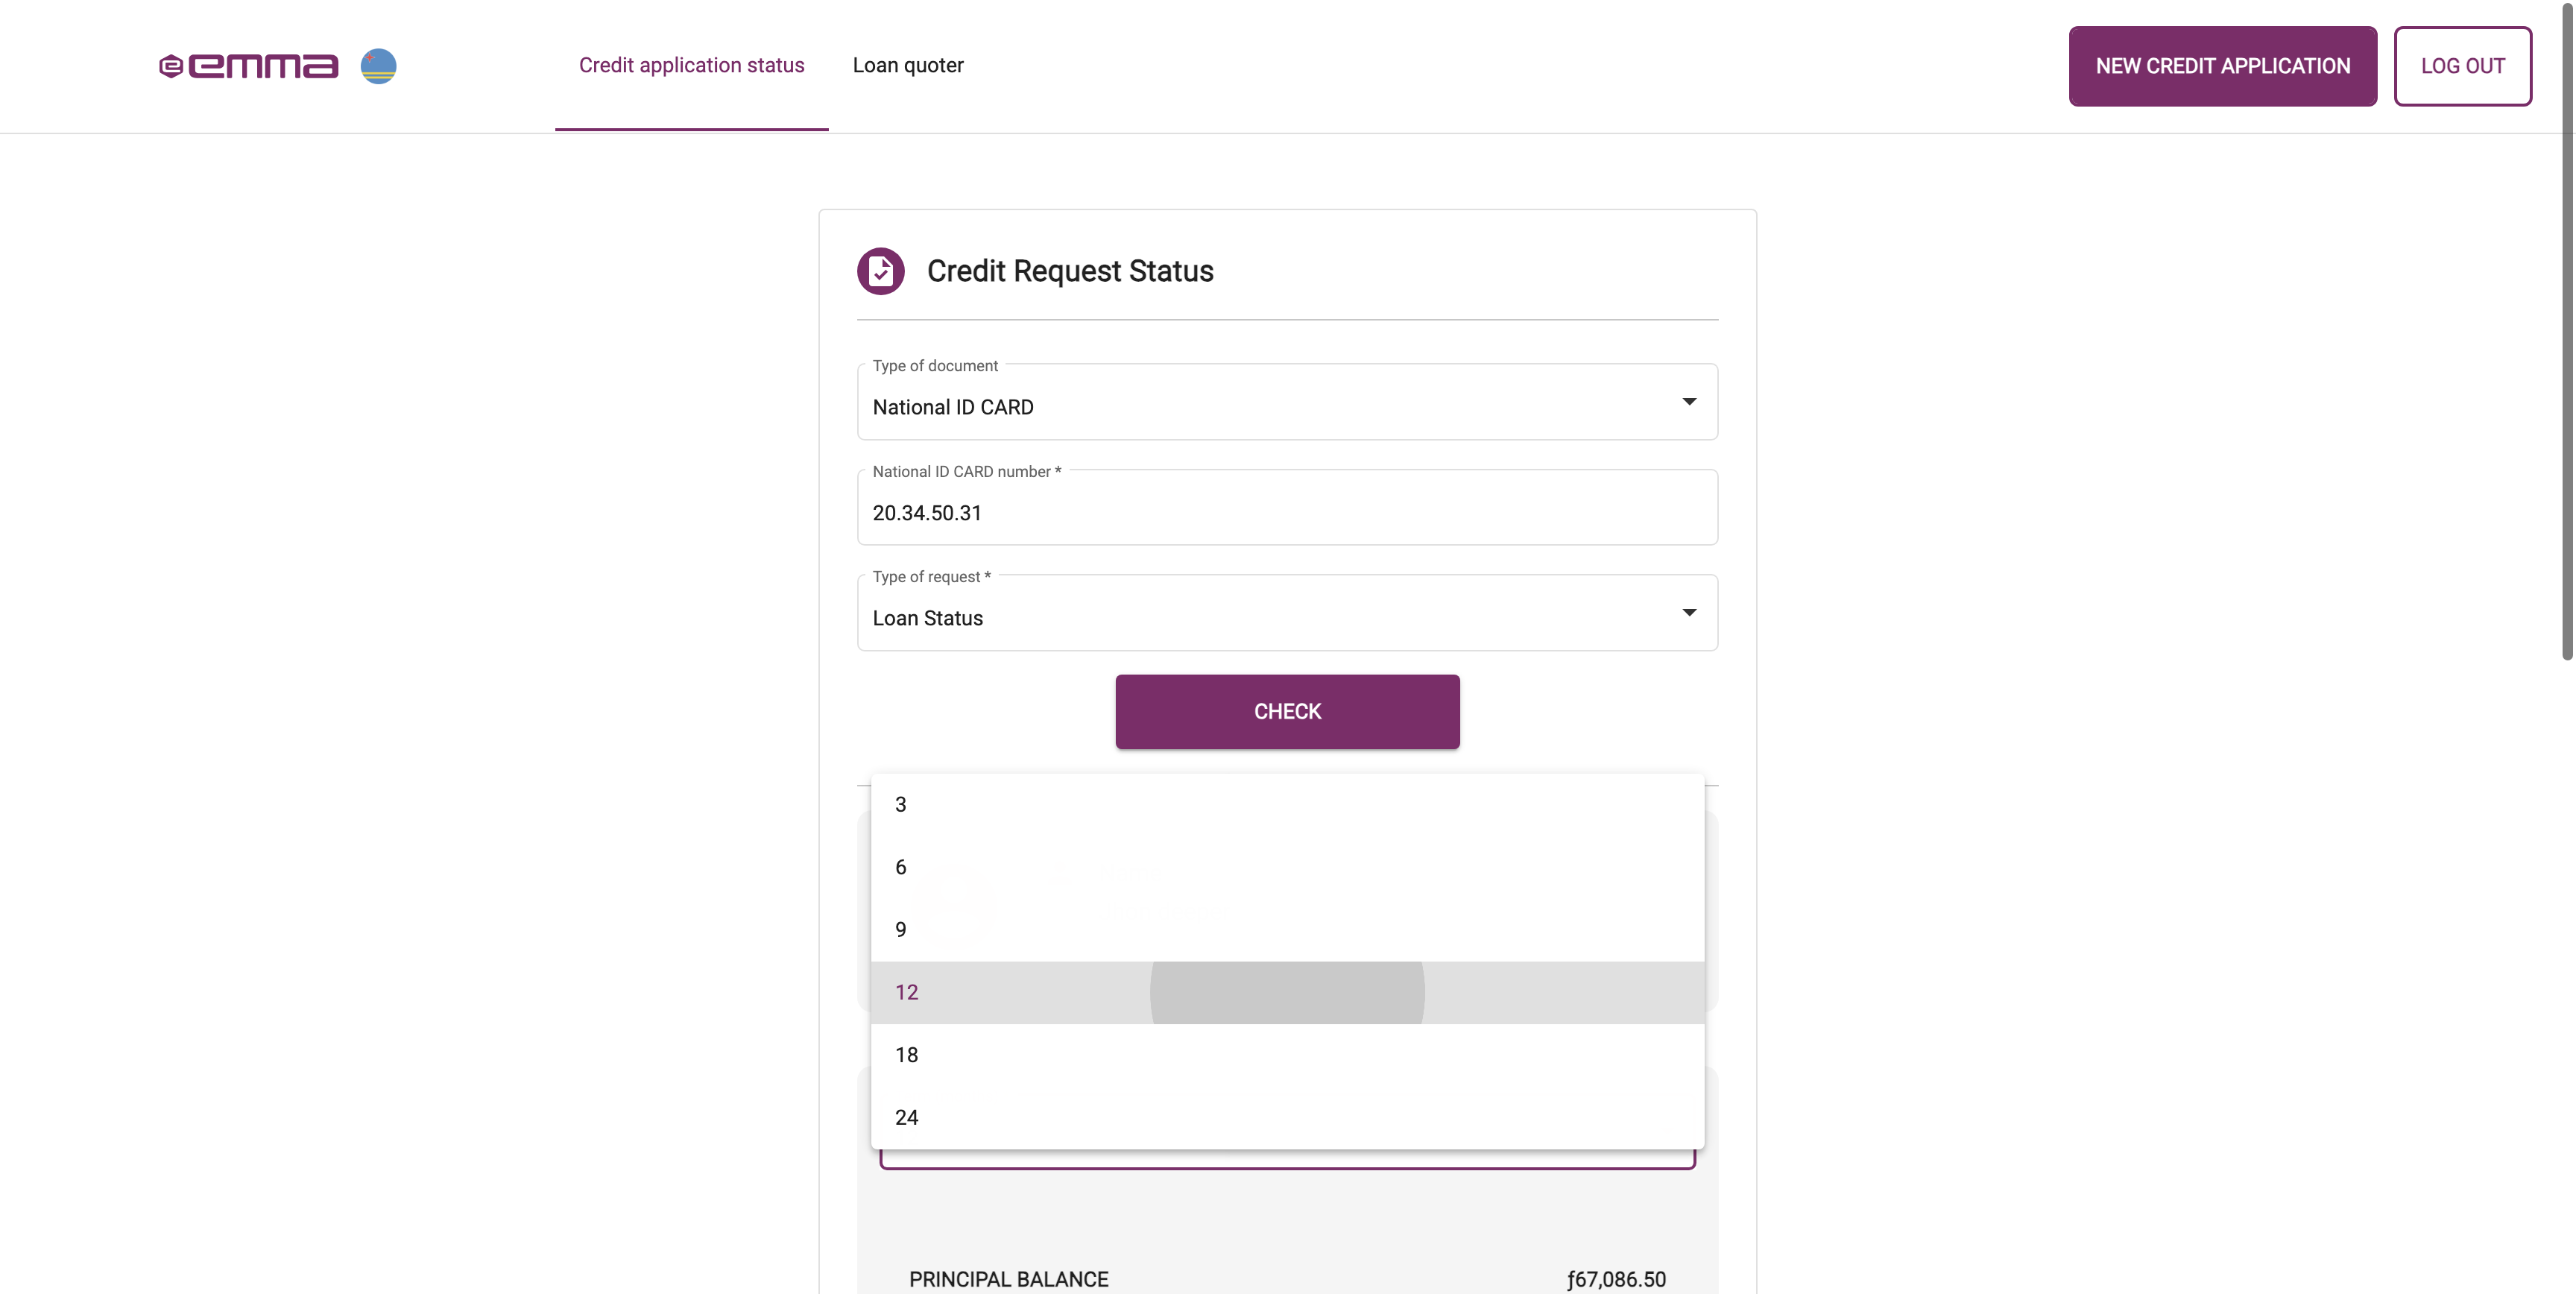 emma
Credit application status
Loan quoter
NEW CREDIT APPLICATION
LOG OUT
Credit Request Status
Type of document
National ID CARD
National ID CARD number *
20.34.50.31
Type of request *
Loan Status
CHECK
3
6
9
12
18
24
PRINCIPAL BALANCE
ƒ67,086.50